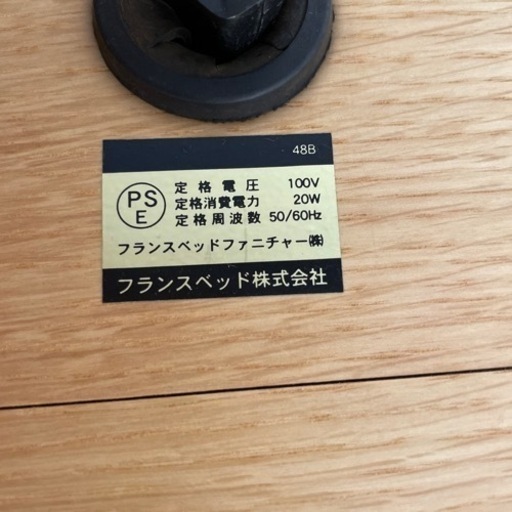 48B
PS
E
定格電圧 100V
定格消費電力 20W
定格周波数 50/60Hz
フランスベッドファニチャー㈱
フランスベッド株式会社